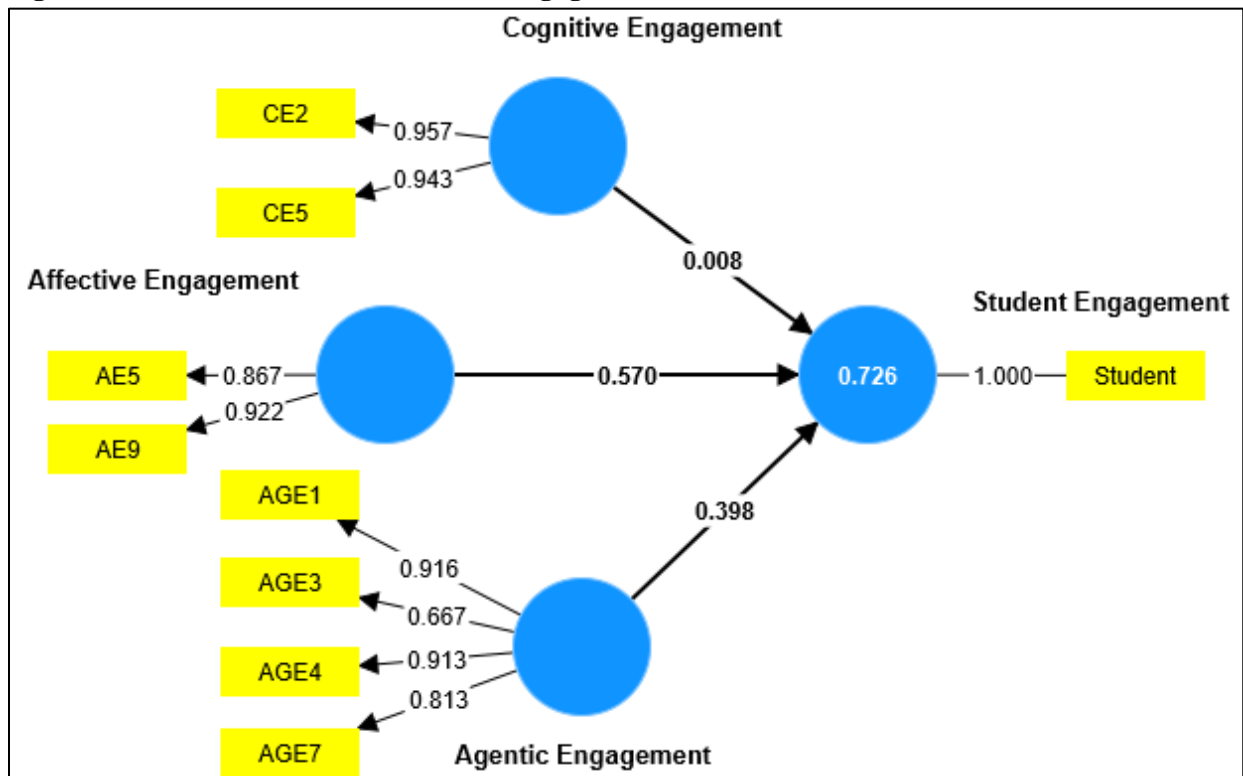 Cognitive Engagement
CE2
0.957
0.943
CE5
0.008
Affective Engagement
Student Engagement
AE5
0.867
0.570
0.726
1.000
Student
0.922
AE9
AGE1
0.398
0.916
AGE3
0.667
AGE4
0.913
0.813
AGE7
Agentic Engagement